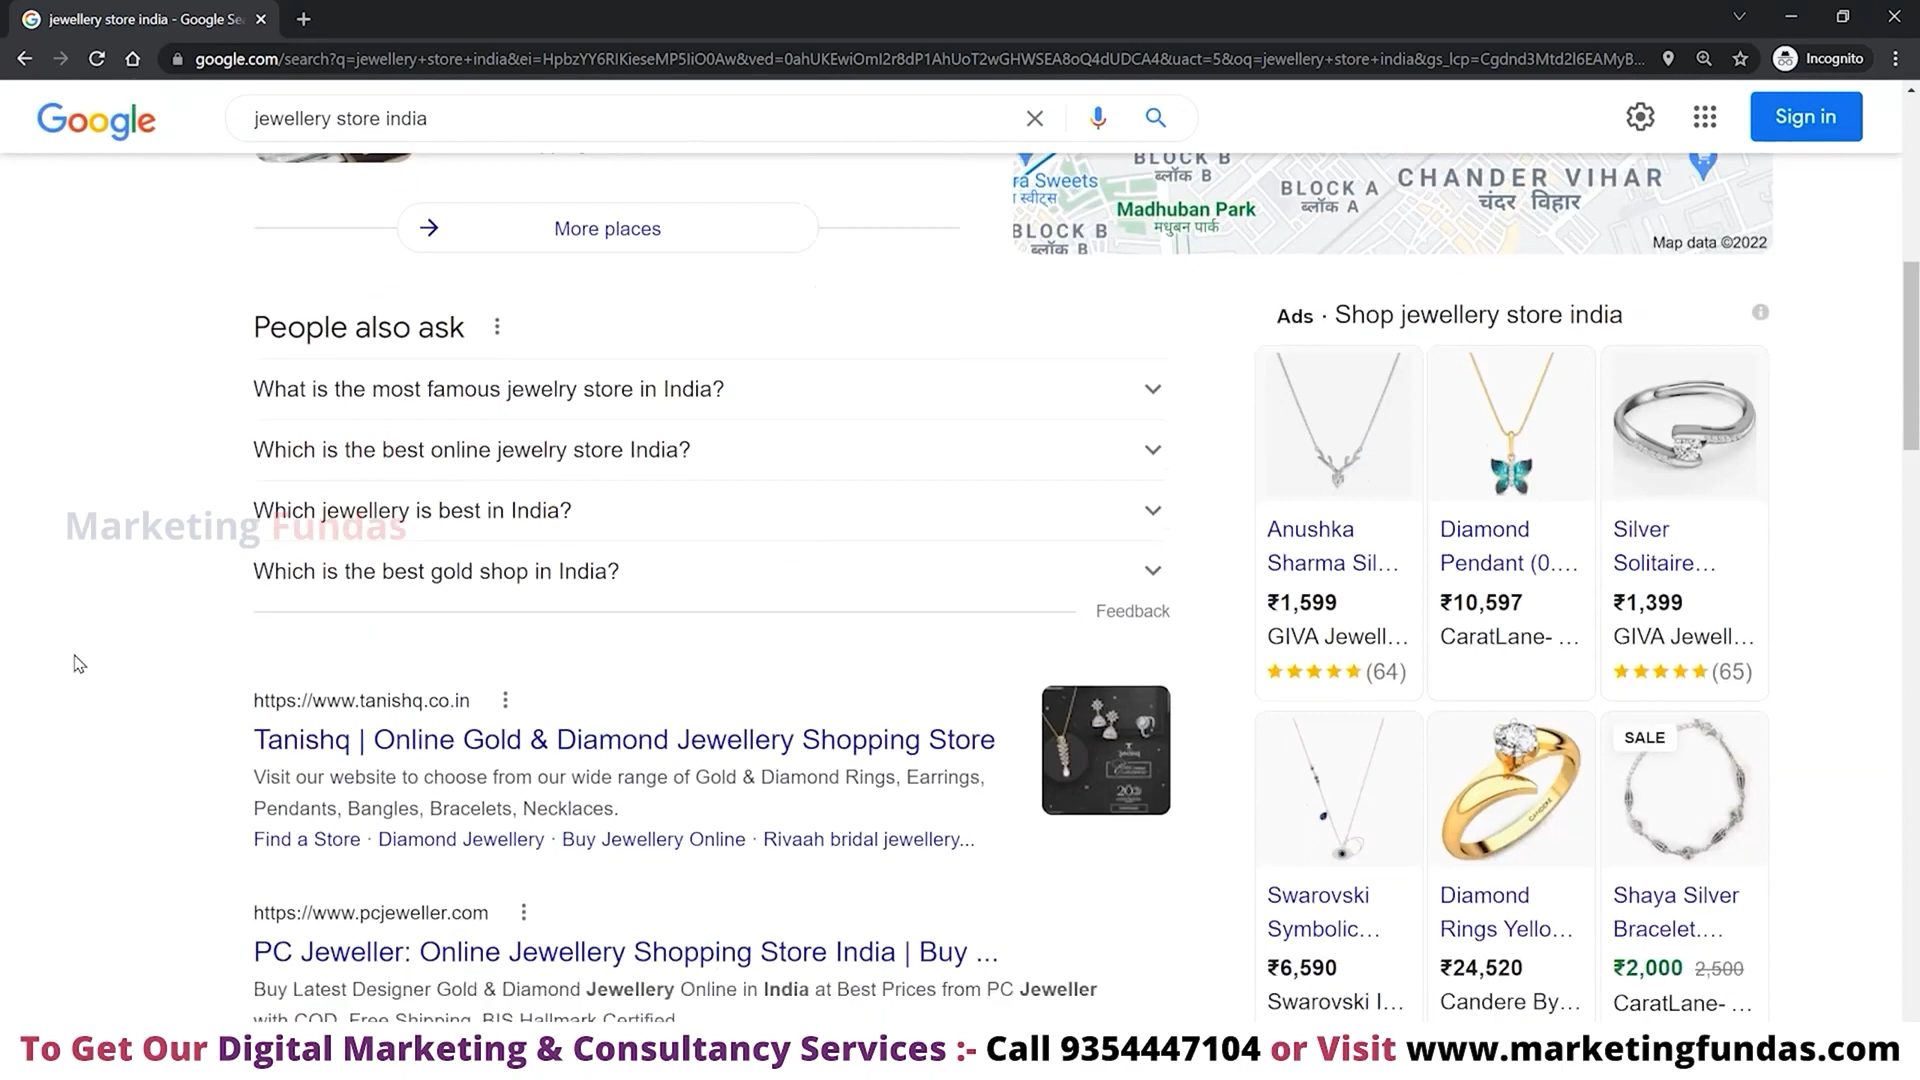 jewellery store india - Google Se
google.com/search?q=jewellery+store+india&ei=HpbzYY6RIKieseMP5IiO0Aw&ved=0ahUKEwiOmI2r8dP1AhUoT2wGHWSEA8oQ4dUDCA4&uact=5&oq=jewellery+store+india&gs_lcp=Cgdnd3Mtd2l6EAMyB...
Incognito
Google
jewellery store india
Sign in
BLOCK B
ब्लॉक B
ra Sweets
स्वीट्स
BLOCK A
ब्लॉक A
CHANDER VIHAR
चंदर विहार
Madhuban Park
मधुबन पार्क
BLOCK B
ब्लॉक B
Map data ©2022
More places
People also ask
What is the most famous jewelry store in India?
Which is the best online jewelry store India?
Which jewellery is best in India?
Marketing Fundas
Which is the best gold shop in India?
Feedback
https://www.tanishq.co.in
Tanishq | Online Gold & Diamond Jewellery Shopping Store
Visit our website to choose from our wide range of Gold & Diamond Rings, Earrings,
Pendants, Bangles, Bracelets, Necklaces.
Find a Store · Diamond Jewellery · Buy Jewellery Online · Rivaah bridal jewellery...
https://www.pcjeweller.com
PC Jeweller: Online Jewellery Shopping Store India | Buy ...
Buy Latest Designer Gold & Diamond Jewellery Online in India at Best Prices from PC Jeweller
with COD, Free Shipping, BIS Hallmark Certified
Ads · Shop jewellery store india
Anushka
Sharma Sil...
₹1,599
GIVA Jewell...
(64)
Diamond
Pendant (0....
₹10,597
CaratLane- ...
Silver
Solitaire...
₹1,399
GIVA Jewell...
(65)
Swarovski
Symbolic...
₹6,590
Swarovski I...
CANDERE
Diamond
Rings Yello...
₹24,520
Candere By...
SALE
Shaya Silver
Bracelet....
₹2,000 2,500
CaratLane- ...
To Get Our Digital Marketing & Consultancy Services :- Call 9354447104 or Visit www.marketingfundas.com